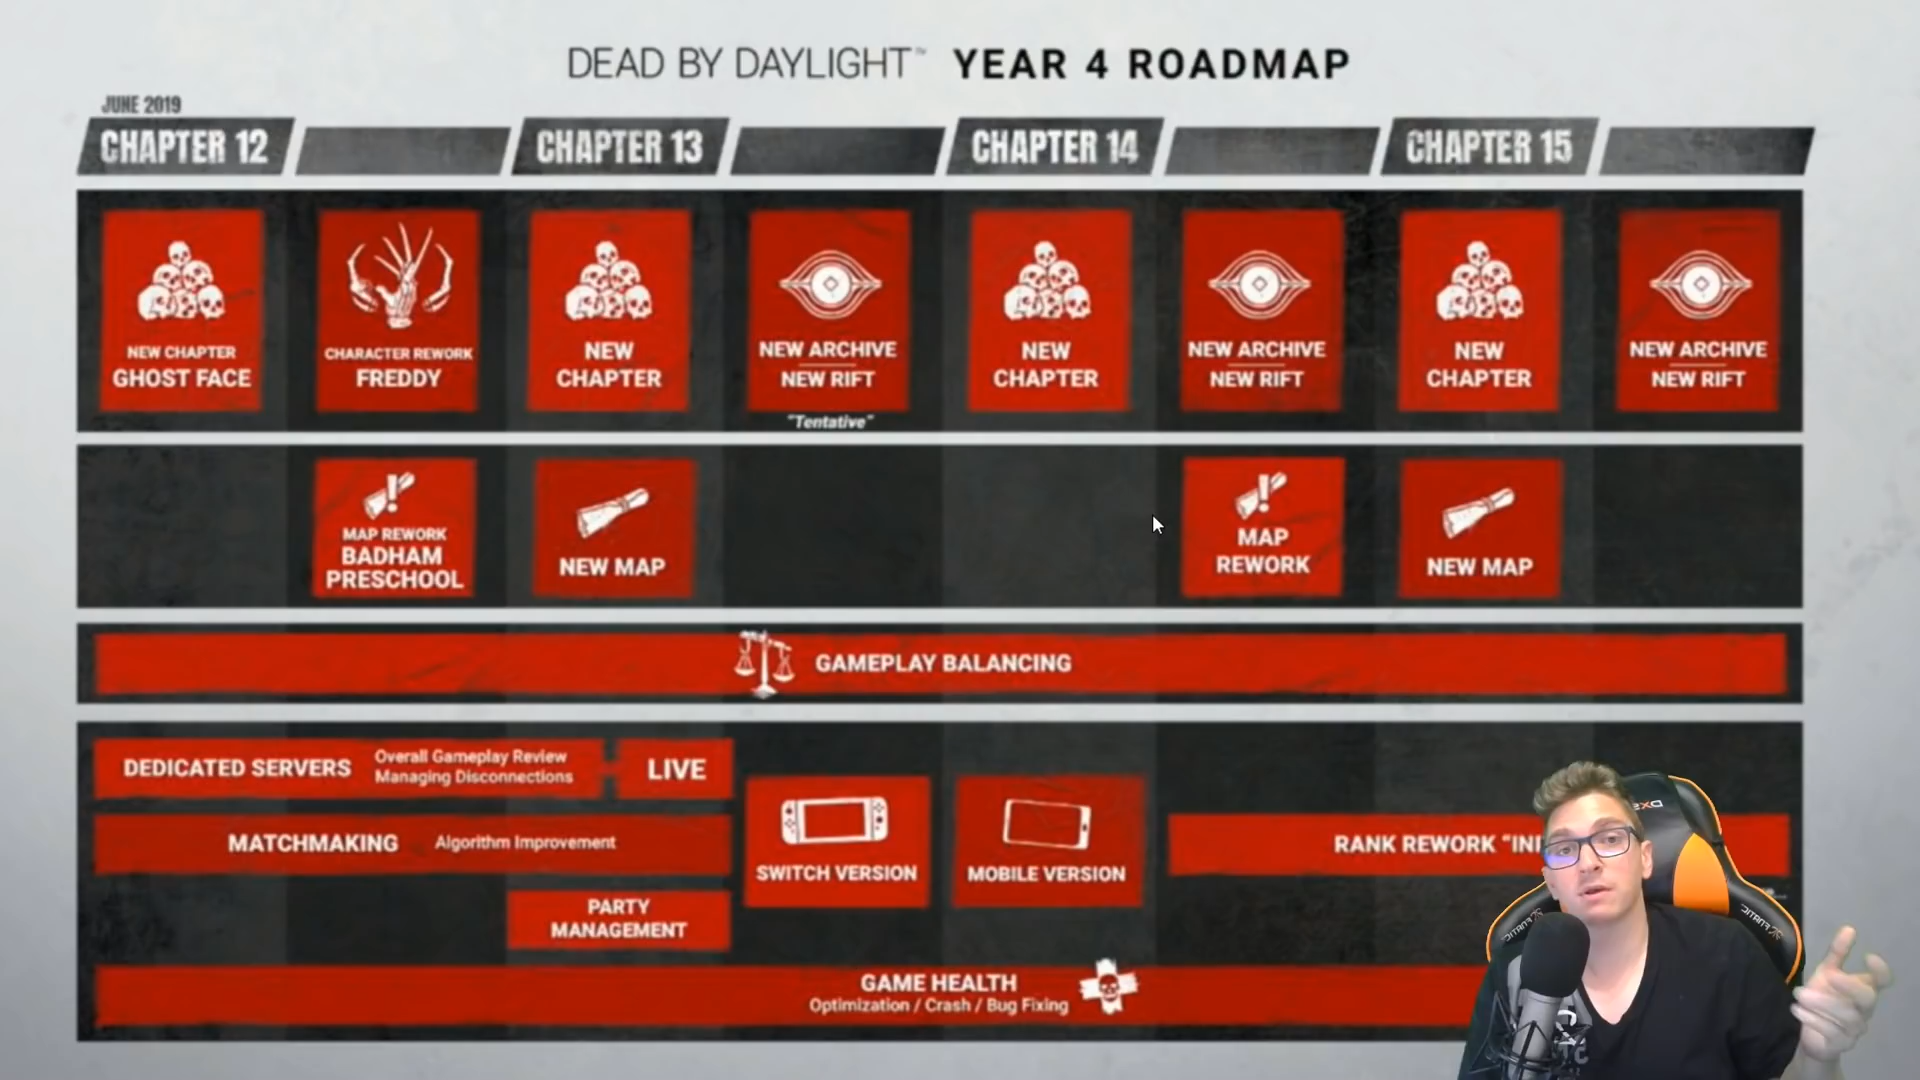 DEAD BY DAYLIGHT™ YEAR 4 ROADMAP
JUNE 2019
CHAPTER 12
CHAPTER 13
CHAPTER 14
CHAPTER 15
NEW CHAPTER
GHOST FACE
CHARACTER REWORK
FREDDY
NEW
CHAPTER
NEW ARCHIVE
NEW RIFT
"Tentative"
NEW
CHAPTER
NEW ARCHIVE
NEW RIFT
NEW
CHAPTER
NEW ARCHIVE
NEW RIFT
MAP REWORK
BADHAM
PRESCHOOL
NEW MAP
MAP
REWORK
NEW MAP
GAMEPLAY BALANCING
DEDICATED SERVERS
Overall Gameplay Review
Managing Disconnections
LIVE
MATCHMAKING Algorithm Improvement
PARTY
MANAGEMENT
SWITCH VERSION
MOBILE VERSION
RANK REWORK "INI
GAME HEALTH
Optimization / Crash / Bug Fixing